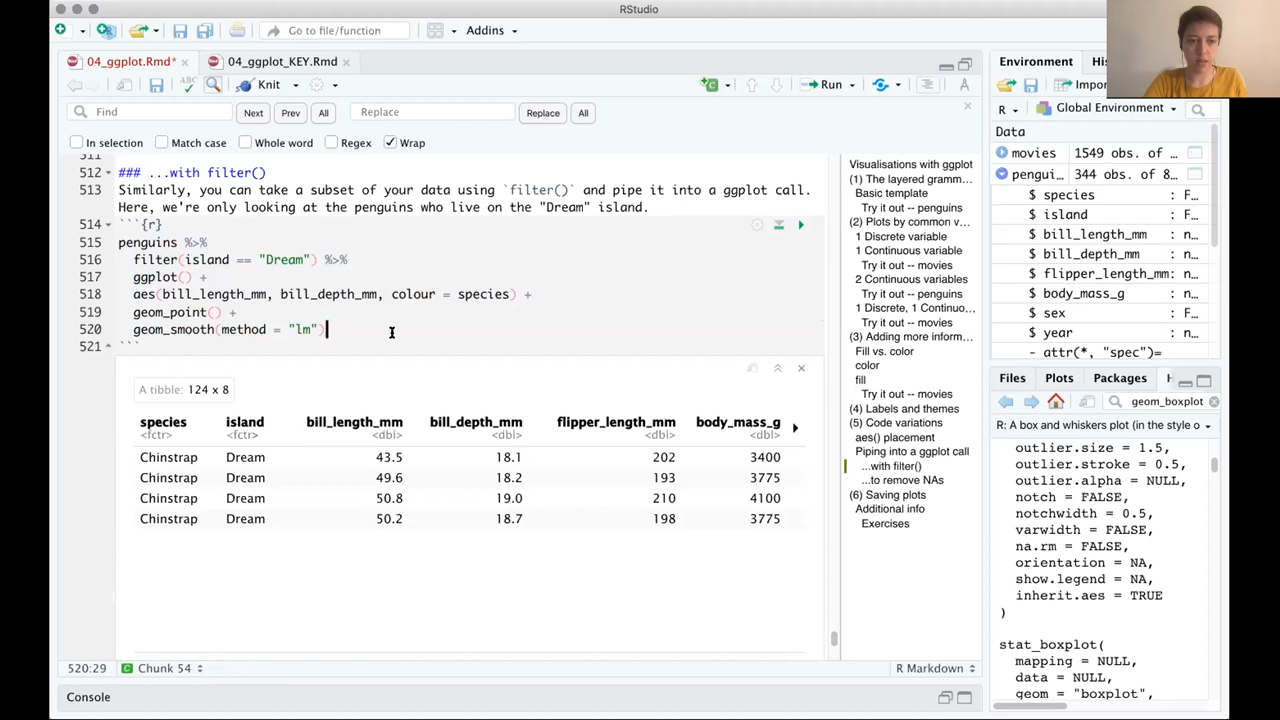 RStudio
Go to file/function
Addins
04_ggplot.Rmd*
04_ggplot_KEY.Rmd
Environment
His
ABC
Knit
Run
Impor
Find
Next
Prev
All
Replace
Replace
All
R
Global Environment
In selection
Match case
Whole word
Regex
Wrap
Data
movies 1549 obs. of …
pengui… 344 obs. of 8…
$ species : F…
$ island : F…
$ bill_length_mm : n…
$ bill_depth_mm : n…
$ flipper_length_mm: n…
$ body_mass_g : n…
$ sex : F…
$ year : n…
- attr(*, "spec")=
511
512 ### ...with filter()
513 Similarly, you can take a subset of your data using `filter()` and pipe it into a ggplot call.
Here, we're only looking at the penguins who live on the "Dream" island.
514 ```{r}
515 penguins %>%
516 filter(island == "Dream") %>%
517 ggplot() +
518 aes(bill_length_mm, bill_depth_mm, colour = species) +
519 geom_point() +
520 geom_smooth(method = "lm")
521 ```
A tibble: 124 x 8
species island bill_length_mm bill_depth_mm flipper_length_mm body_mass_g
<fctr> <fctr> <dbl> <dbl> <dbl> <dbl>
Chinstrap Dream 43.5 18.1 202 3400
Chinstrap Dream 49.6 18.2 193 3775
Chinstrap Dream 50.8 19.0 210 4100
Chinstrap Dream 50.2 18.7 198 3775
Visualisations with ggplot
(1) The layered gramm…
Basic template
Try it out -- penguins
(2) Plots by common v…
1 Discrete variable
1 Continuous variable
Try it out -- movies
2 Continuous variables
Try it out -- penguins
1 Discrete, 1 Continuo…
Try it out -- movies
(3) Adding more inform…
Fill vs. color
color
fill
Try it out -- movies
(4) Labels and themes
(5) Code variations
aes() placement
Piping into a ggplot call
...with filter()
...to remove NAs
(6) Saving plots
Additional info
Exercises
Files
Plots
Packages
H
geom_boxplot
R: A box and whiskers plot (in the style o
outlier.size = 1.5,
outlier.stroke = 0.5,
outlier.alpha = NULL,
notch = FALSE,
notchwidth = 0.5,
varwidth = FALSE,
na.rm = FALSE,
orientation = NA,
show.legend = NA,
inherit.aes = TRUE
)
stat_boxplot(
mapping = NULL,
data = NULL,
geom = "boxplot",
520:29
Chunk 54
R Markdown
Console